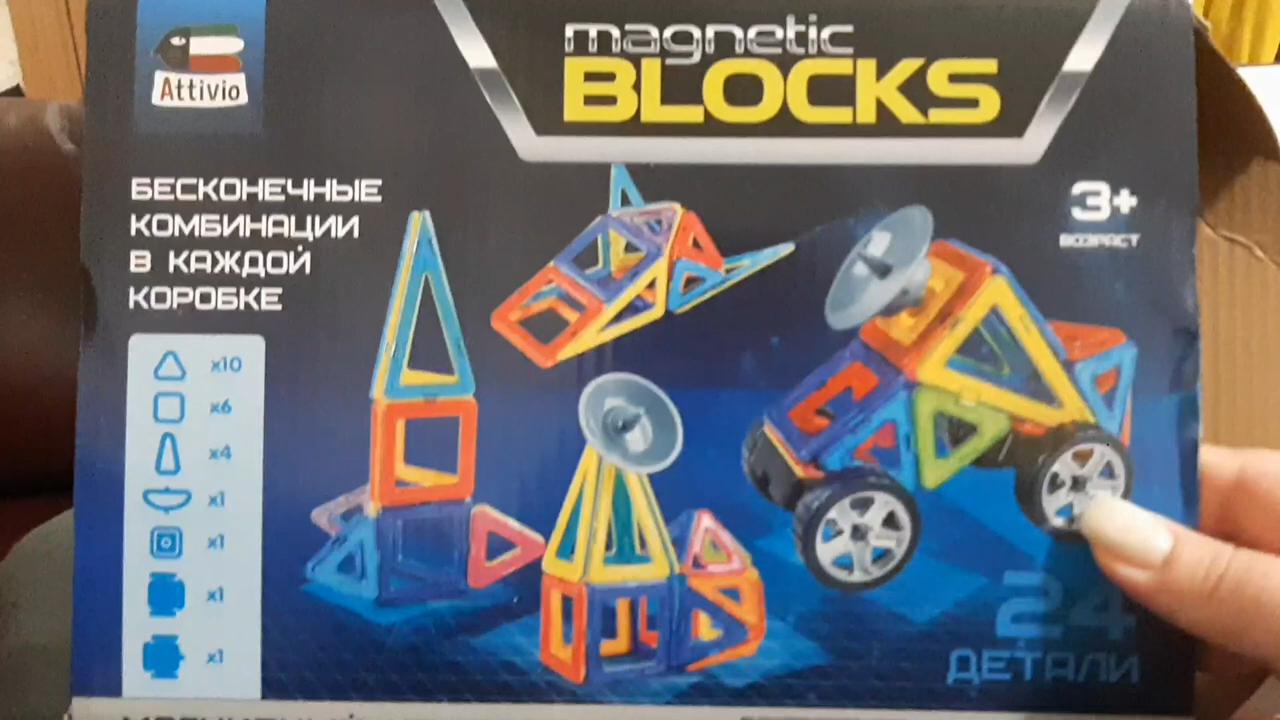 Attivio
magnetic
BLOCKS
БЕСКОНЕЧНЫЕ
КОМБИНАЦИИ
В КАЖДОЙ
КОРОБКЕ
3+
ВОЗРАСТ
x10
x6
x4
x1
x1
x1
x1
24
ДЕТАЛИ